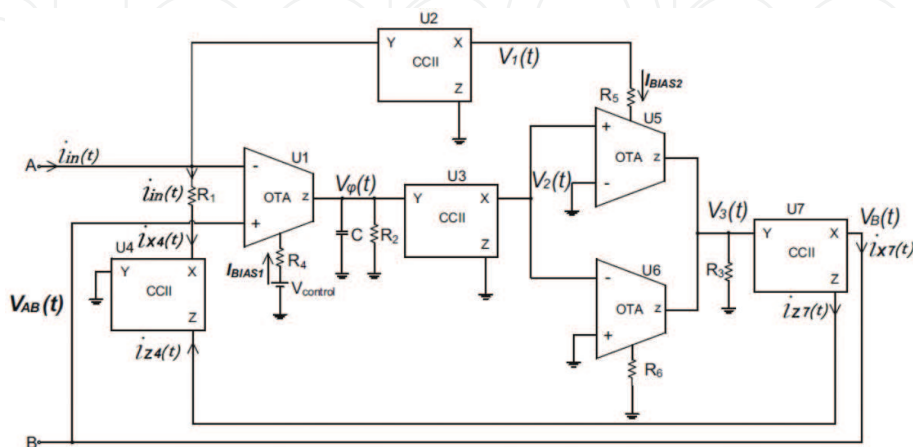 U2
Y X
CCII
Z
V1(t)
IBIAS2
R5
U5
+
OTA z
-
A iin(t)
iin(t)
R1
ix4(t)
U1
-
OTA z
+
IBIAS1
R4
Vcontrol
Vφ(t)
C
R2
U3
Y X
CCII
Z
V2(t)
V3(t)
R3
U7
Y X
CCII
Z
VB(t)
ix7(t)
iz7(t)
U4
Y X
CCII
Z
iz4(t)
VAB(t)
U6
-
OTA z
+
R6
B